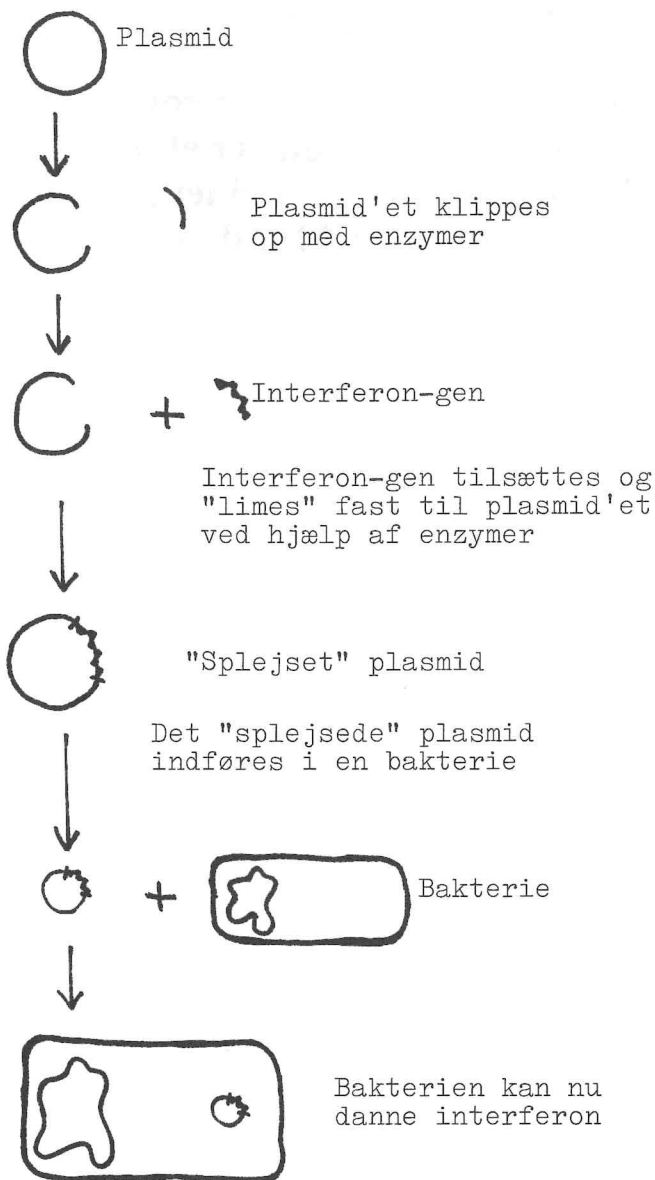 Plasmid
Plasmid'et klippes
op med enzymer
+ Interferon-gen
Interferon-gen tilsættes og
"limes" fast til plasmid'et
ved hjælp af enzymer
"Splejset" plasmid
Det "splejsede" plasmid
indføres i en bakterie
+ Bakterie
Bakterien kan nu
danne interferon